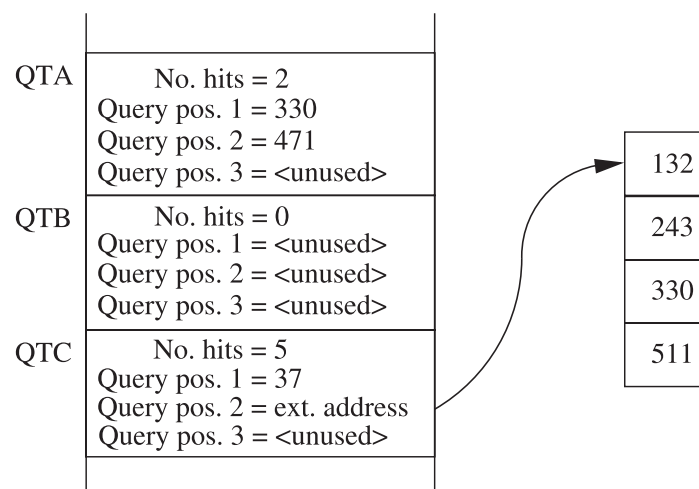 QTA
No. hits = 2
Query pos. 1 = 330
Query pos. 2 = 471
Query pos. 3 = <unused>
QTB
No. hits = 0
Query pos. 1 = <unused>
Query pos. 2 = <unused>
Query pos. 3 = <unused>
QTC
No. hits = 5
Query pos. 1 = 37
Query pos. 2 = ext. address
Query pos. 3 = <unused>
132
243
330
511